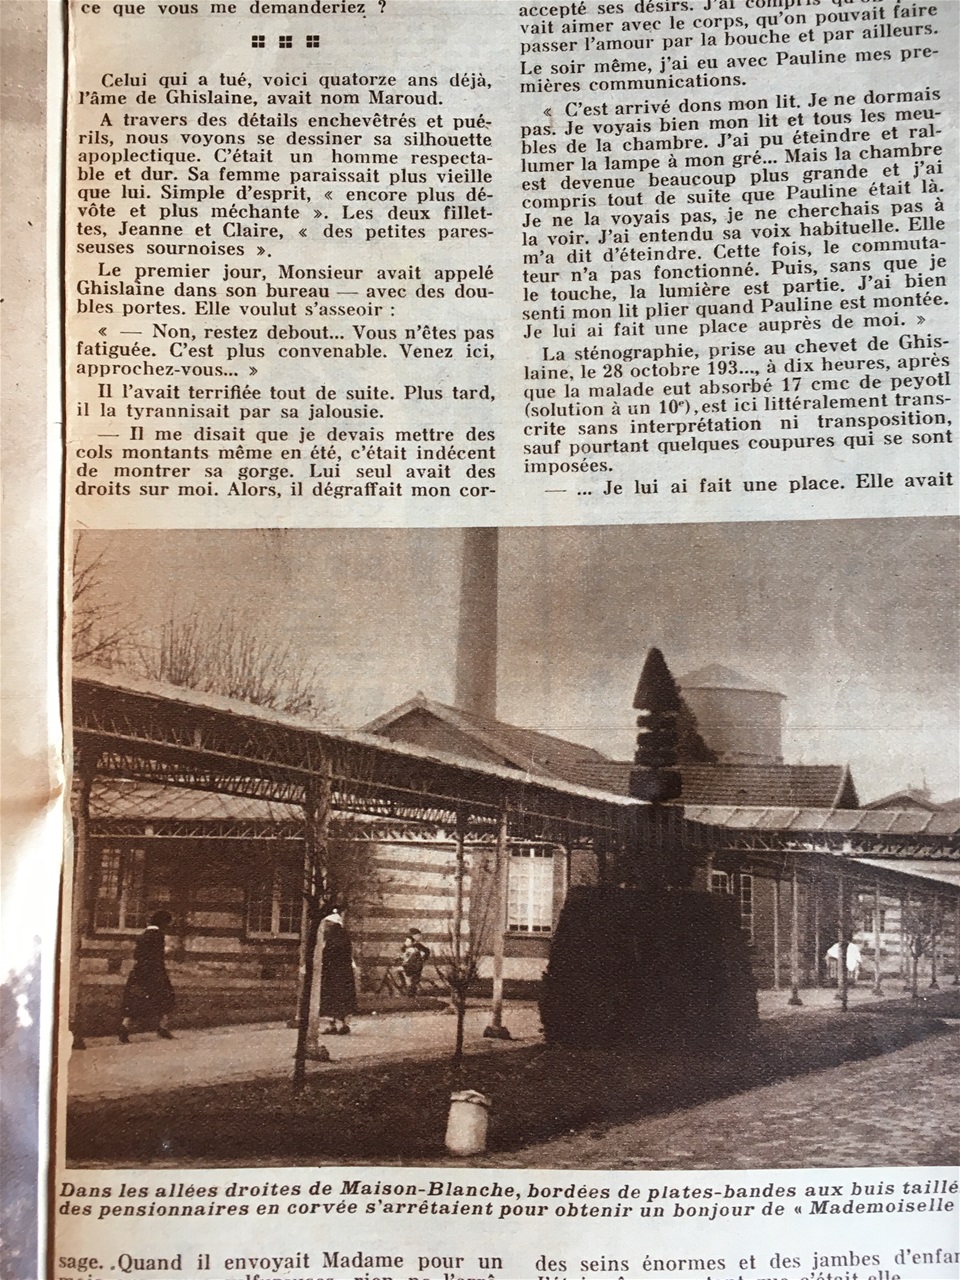 ce que vous me demanderiez ?
Celui qui a tué, voici quatorze ans déjà,
l'âme de Ghislaine, avait nom Maroud.
A travers des détails enchevêtrés et pué-
rils, nous voyons se dessiner sa silhouette
apoplectique. C'était un homme respecta-
ble et dur. Sa femme paraissait plus vieille
que lui. Simple d'esprit, « encore plus dé-
vôte et plus méchante ». Les deux fillet-
tes, Jeanne et Claire, « des petites pares-
seuses sournoises ».
Le premier jour, Monsieur avait appelé
Ghislaine dans son bureau — avec des dou-
bles portes. Elle voulut s'asseoir :
« — Non, restez debout... Vous n'êtes pas
fatiguée. C'est plus convenable. Venez ici,
approchez-vous... »
Il l'avait terrifiée tout de suite. Plus tard,
il la tyrannisait par sa jalousie.
— Il me disait que je devais mettre des
cols montants même en été, c'était indécent
de montrer sa gorge. Lui seul avait des
droits sur moi. Alors, il dégraffait mon cor-
accepté ses désirs. J'ai compris
vait aimer avec le corps, qu'on pouvait faire
passer l'amour par la bouche et par ailleurs.
Le soir même, j'ai eu avec Pauline mes pre-
mières communications.
« C'est arrivé dons mon lit. Je ne dormais
pas. Je voyais bien mon lit et tous les meu-
bles de la chambre. J'ai pu éteindre et ral-
lumer la lampe à mon gré... Mais la chambre
est devenue beaucoup plus grande et j'ai
compris tout de suite que Pauline était là.
Je ne la voyais pas, je ne cherchais pas à
la voir. J'ai entendu sa voix habituelle. Elle
m'a dit d'éteindre. Cette fois, le commuta-
teur n'a pas fonctionné. Puis, sans que je
le touche, la lumière est partie. J'ai bien
senti mon lit plier quand Pauline est montée.
Je lui ai fait une place auprès de moi. »
La sténographie, prise au chevet de Ghis-
laine, le 28 octobre 193..., à dix heures, après
que la malade eut absorbé 17 cmc de peyotl
(solution à un 10e), est ici littéralement trans-
crite sans interprétation ni transposition,
sauf pourtant quelques coupures qui se sont
imposées.
— ... Je lui ai fait une place. Elle avait
Dans les allées droites de Maison-Blanche, bordées de plates-bandes aux buis taillé
des pensionnaires en corvée s'arrêtaient pour obtenir un bonjour de « Mademoiselle
sage. .Quand il envoyait Madame pour un
des seins énormes et des jambes d'enfan